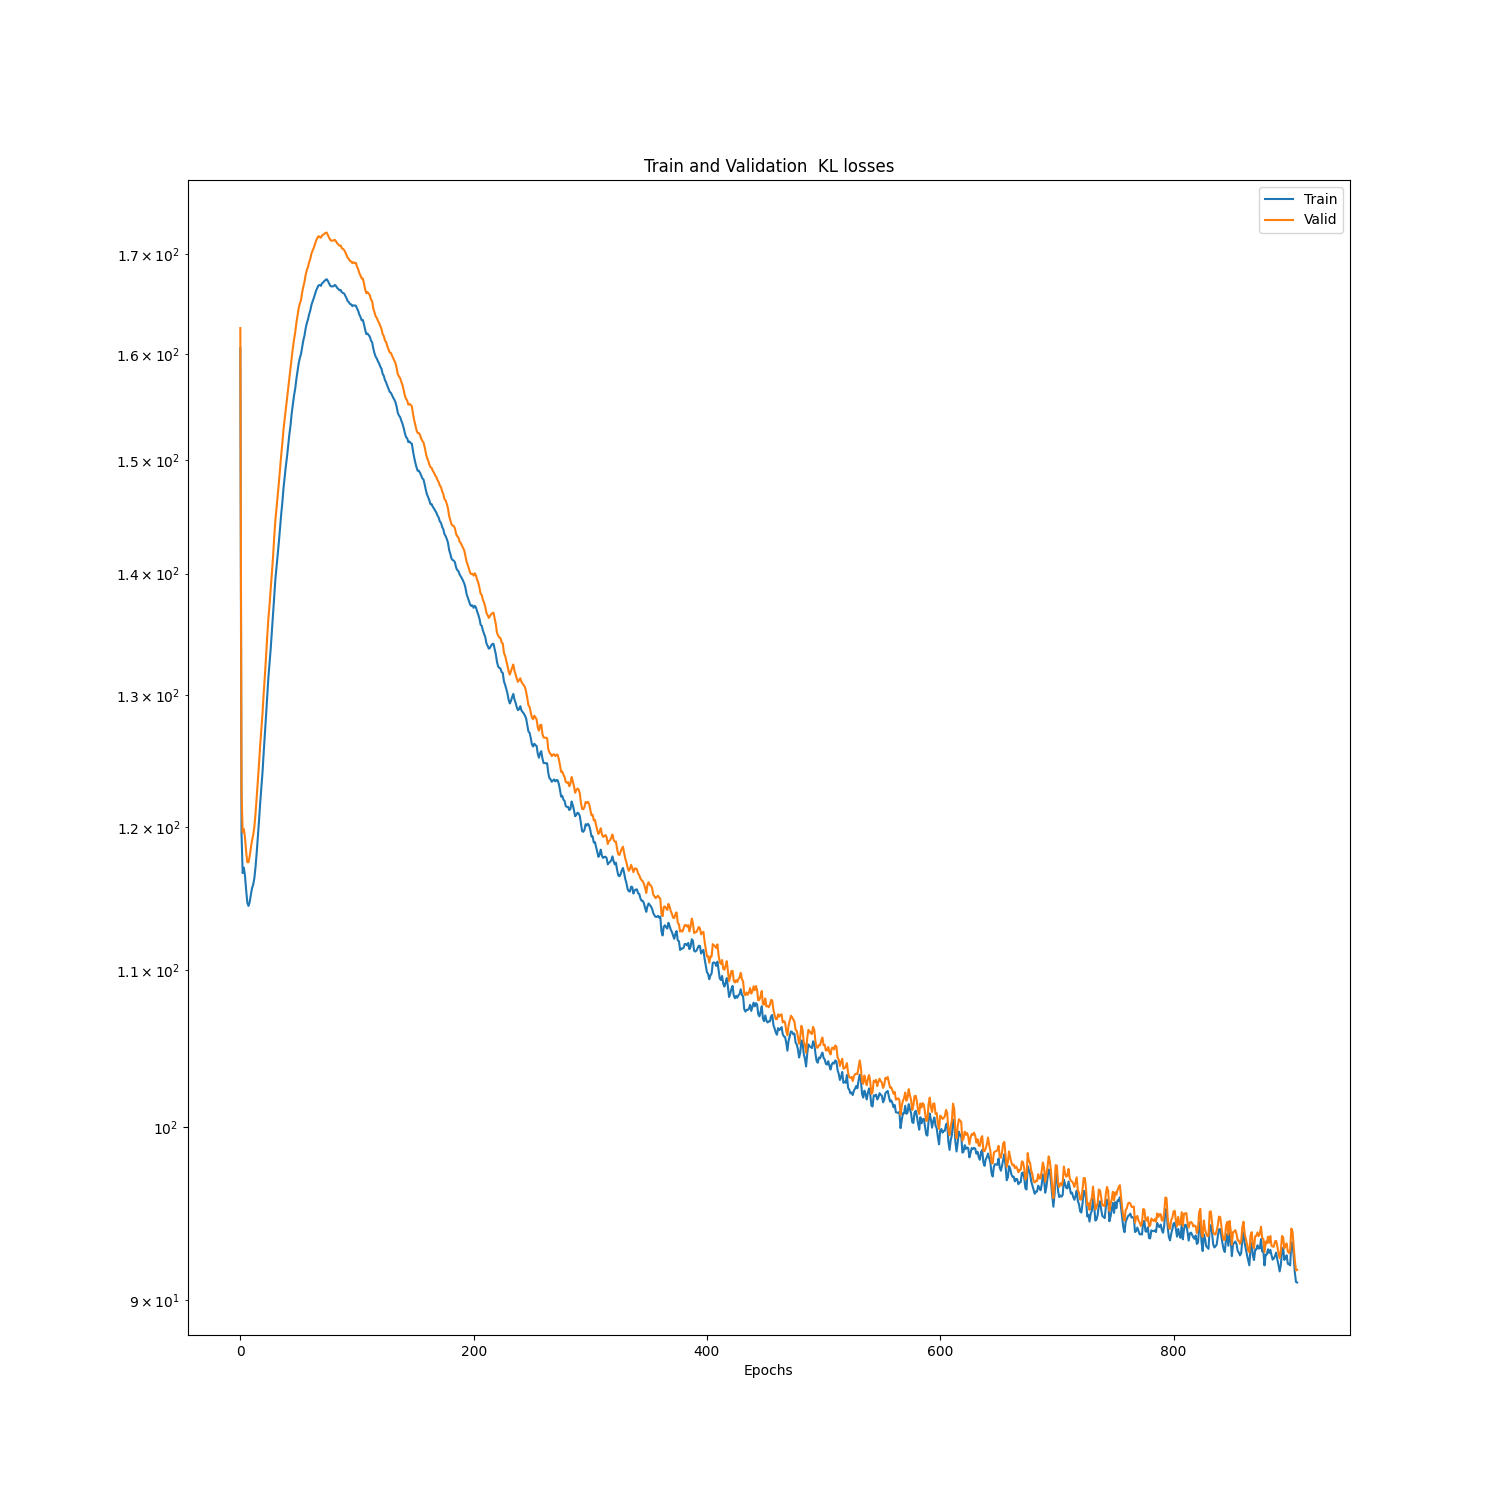 Train and Validation  KL losses
Train
Valid
1.7 × 10²
1.6 × 10²
1.5 × 10²
1.4 × 10²
1.3 × 10²
1.2 × 10²
1.1 × 10²
10²
9 × 10¹
0 200 400 600 800
Epochs